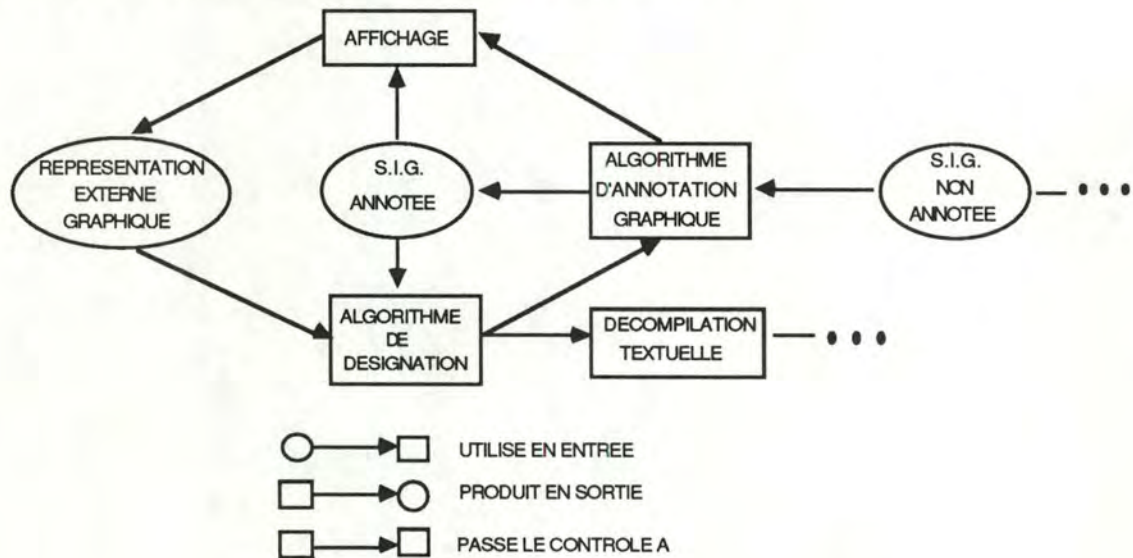 AFFICHAGE
REPRESENTATION
EXTERNE
GRAPHIQUE
S.I.G.
ANNOTEE
ALGORITHME
D'ANNOTATION
GRAPHIQUE
S.I.G.
NON
ANNOTEE
ALGORITHME
DE
DESIGNATION
DECOMPILATION
TEXTUELLE
UTILISE EN ENTREE
PRODUIT EN SORTIE
PASSE LE CONTROLE A